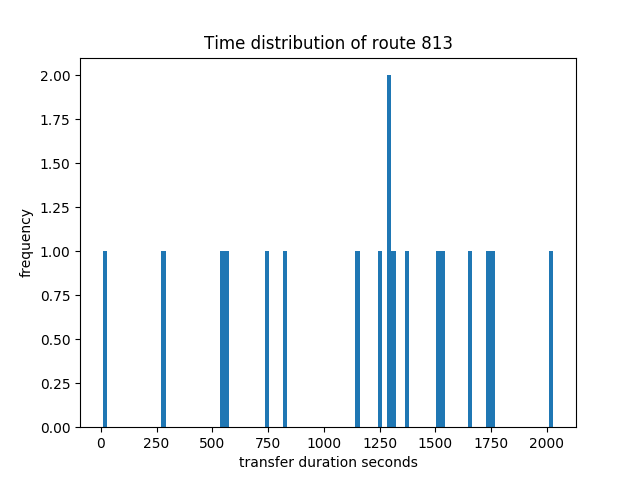 Time distribution of route 813
2.00
1.75
1.50
1.25
1.00
0.75
0.50
0.25
0.00
frequency
0 250 500 750 1000 1250 1500 1750 2000
transfer duration seconds